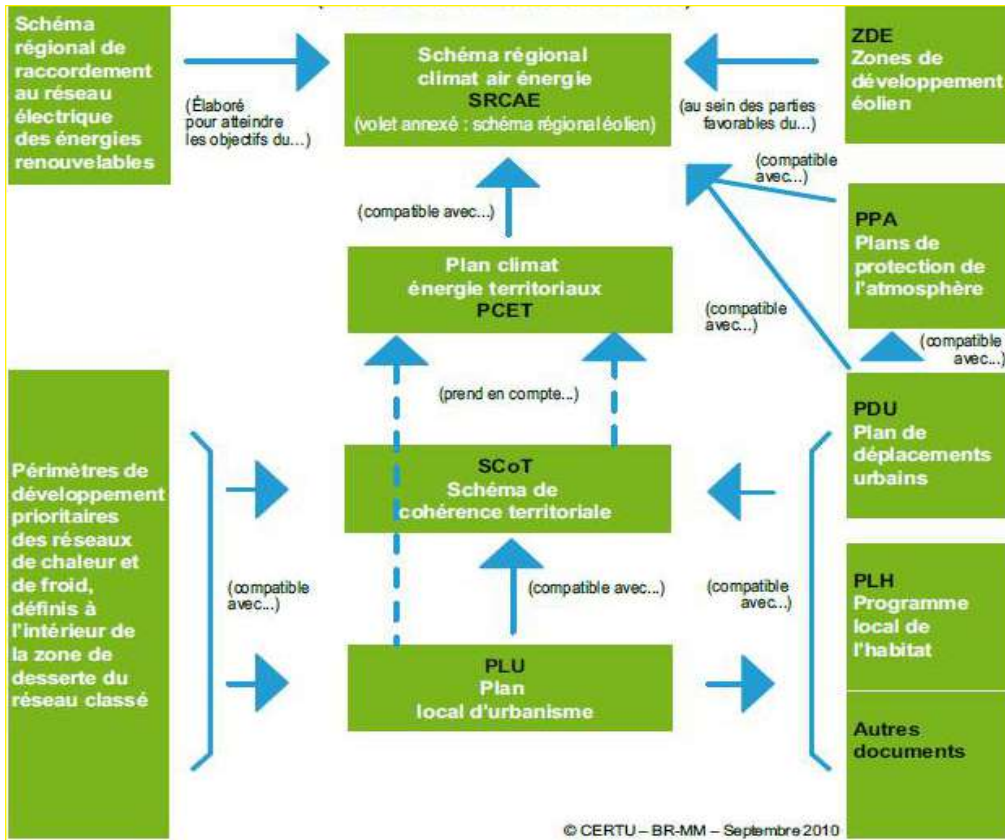 Schéma
régional de
raccordement
au réseau
électrique
des énergies
renouvelables
(Élaboré
pour atteindre
les objectifs du...)
Schéma régional
climat air énergie
SRCAE
(volet annexé : schéma régional éolien)
(au sein des parties
favorables du...)
ZDE
Zones de
développement
éolien
(compatible
avec...)
(compatible avec...)
PPA
Plans de
protection de
l'atmosphère
Plan climat
énergie territoriaux
PCET
(compatible
avec...)
(compatible
avec...)
(prend en compte...)
PDU
Plan de
déplacements
urbains
Périmètres de
développement
prioritaires
des réseaux
de chaleur et
de froid,
définis à
l'intérieur de
la zone de
desserte du
réseau classé
SCoT
Schéma de
cohérence territoriale
(compatible
avec...)
(compatible avec...)
(compatible
avec...)
PLH
Programme
local de
l'habitat
PLU
Plan
local d'urbanisme
Autres
documents
© CERTU – BR-MM – Septembre 2010